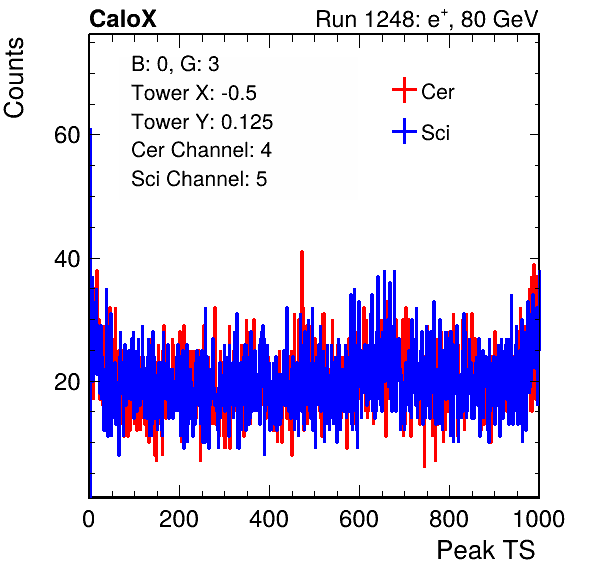 CaloX
Run 1248: e+, 80 GeV
Counts
B: 0, G: 3
Tower X: -0.5
Tower Y: 0.125
Cer Channel: 4
Sci Channel: 5
Cer
Sci
60
40
20
0 200 400 600 800 1000
Peak TS